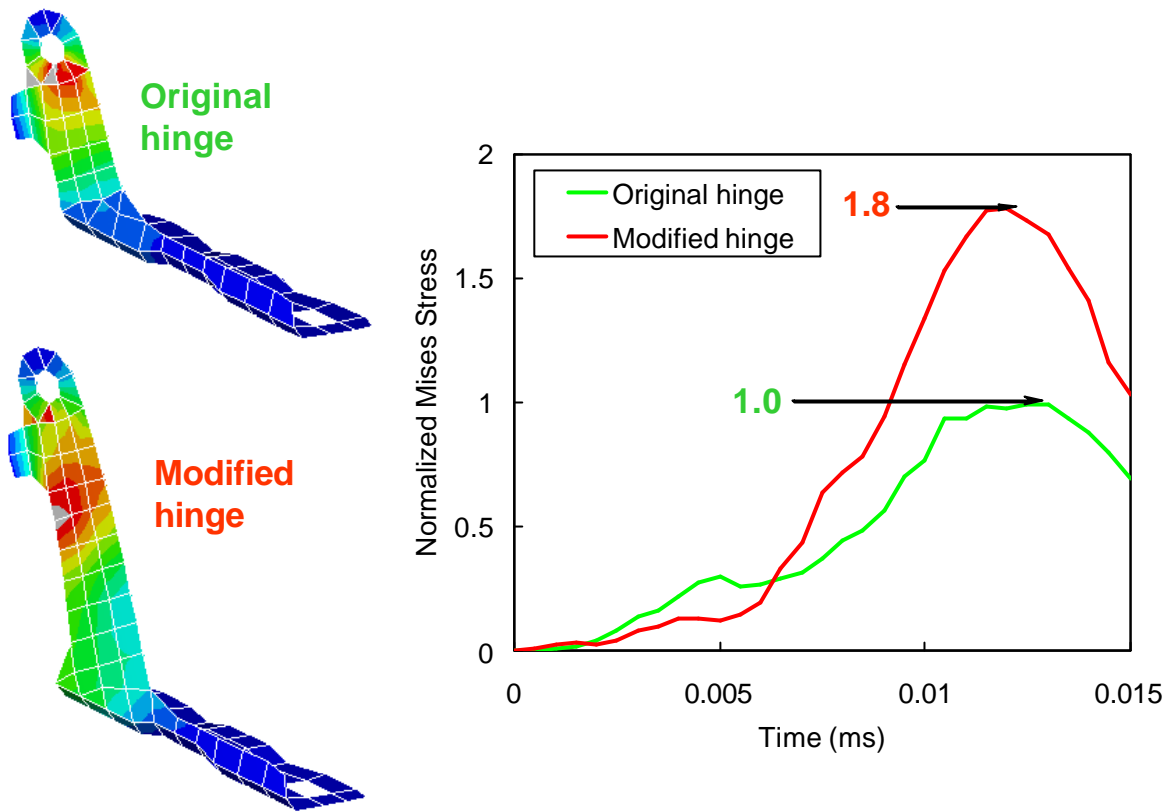 Original
hinge
Modified
hinge
2
1.5
1
0.5
0
Normalized Mises Stress
Original hinge
Modified hinge
1.8
1.0
0
0.005
0.01
0.015
Time (ms)